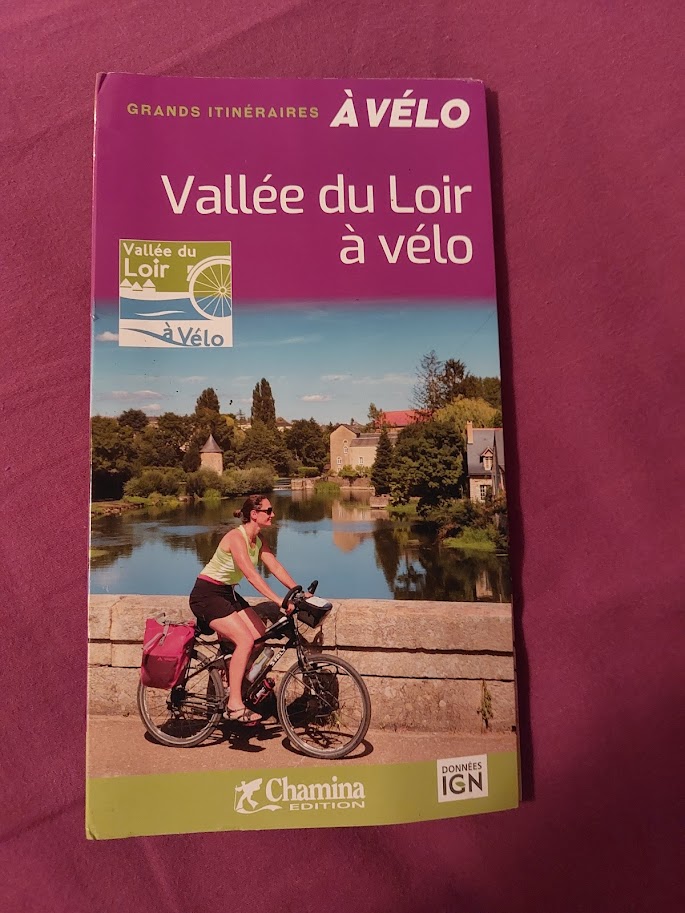 GRANDS ITINÉRAIRES À VÉLO
Vallée du Loir
à vélo
Vallée du
Loir
à Vélo
Chamina
EDITION
DONNÉES
IGN